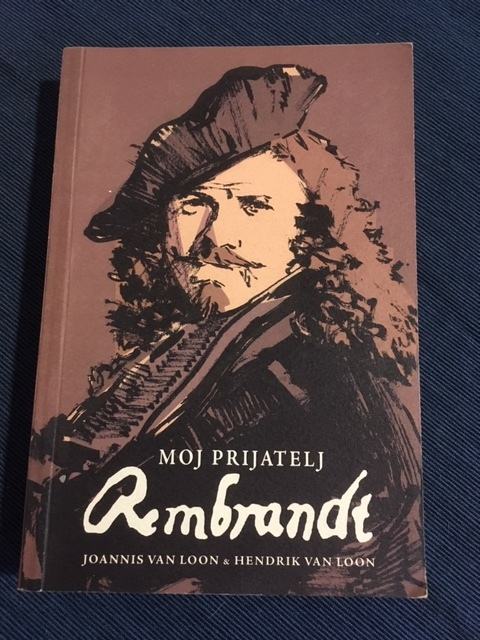 MOJ PRIJATELJ
Rembrandt
JOANNIS VAN LOON & HENDRIK VAN LOON